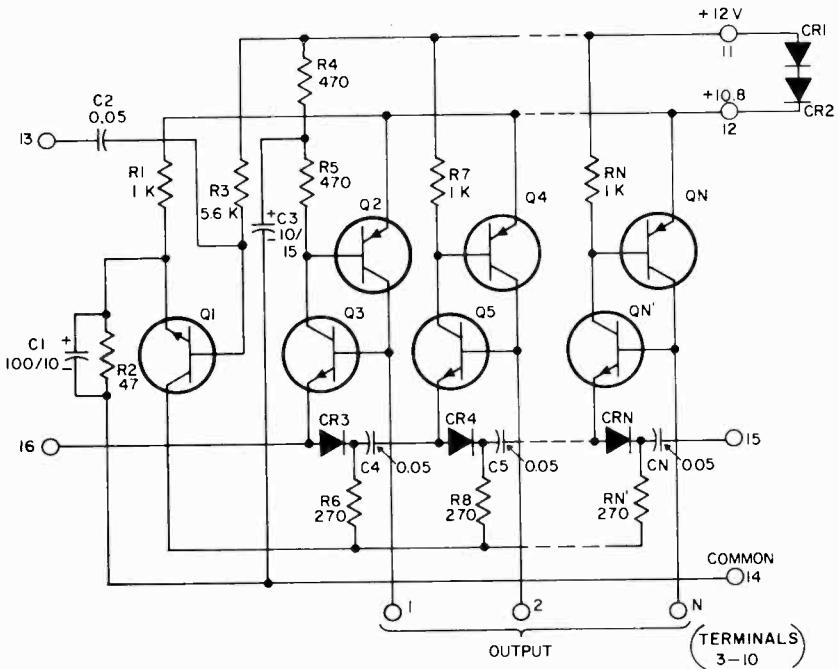 +12V
CR1
11
R4
470
+10.8
12
CR2
C2
0.05
13
R1
1 K
R3
5.6 K
R5
470
R7
1K
RN
1K
Q2
Q4
QN
+
C3
10/
15
-
Q1
Q3
Q5
QN'
C1
+
100/10
-
R2
47
CR3
CR4
CRN
16
15
C4
0.05
C5
0.05
CN
0.05
R6
270
R8
270
RN'
270
COMMON
14
1
2
N
OUTPUT
(TERMINALS
3-10)